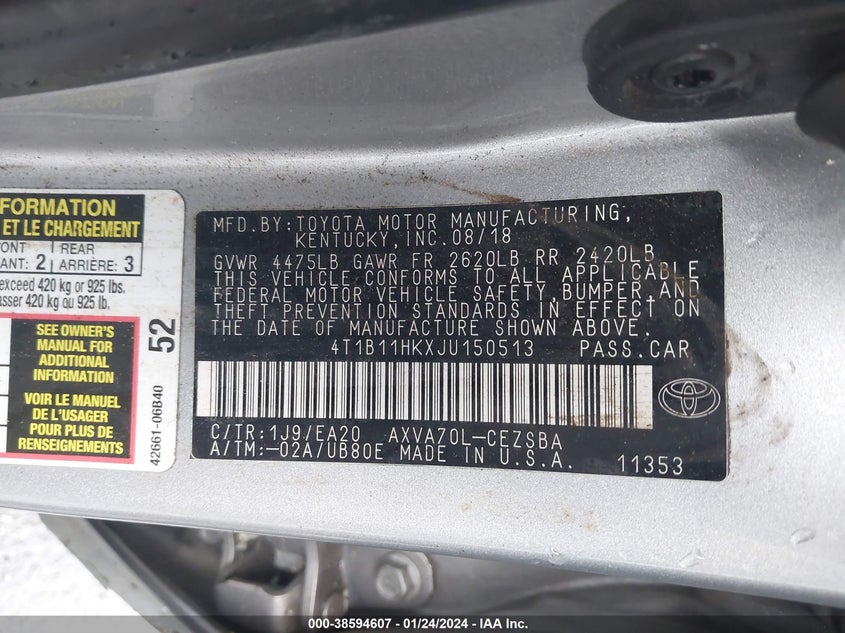 FORMATION
ET LE CHARGEMENT
REAR
ANT: 2 ARRIÈRE: 3
exceed 420 kg or 925 lbs.
420 kg ou 925 lb.
SEE OWNER'S
MANUAL FOR
ADDITIONAL
INFORMATION
VOIR LE MANUEL
DE L'USAGER
POUR PLUS DE
RENSEIGNEMENTS
52
42661-06B40
MFD.BY:TOYOTA MOTOR MANUFACTURING,
KENTUCKY,INC.08/18
GVWR 4475LB GAWR FR 2620LB RR 2420LB
THIS VEHICLE CONFORMS TO ALL APPLICABLE
FEDERAL MOTOR VEHICLE SAFETY,BUMPER,AND
THEFT PREVENTION STANDARDS IN EFFECT ON
THE DATE OF MANUFACTURE SHOWN ABOVE.
4T1B11HKXJU150513 PASS.CAR
C/TR:1J9/EA20 AXVA70L-CEZSBA
A/TM:-02A/UB80E MADE IN U.S.A.
11353
000-38594607 - 01/24/2024 - IAA Inc.